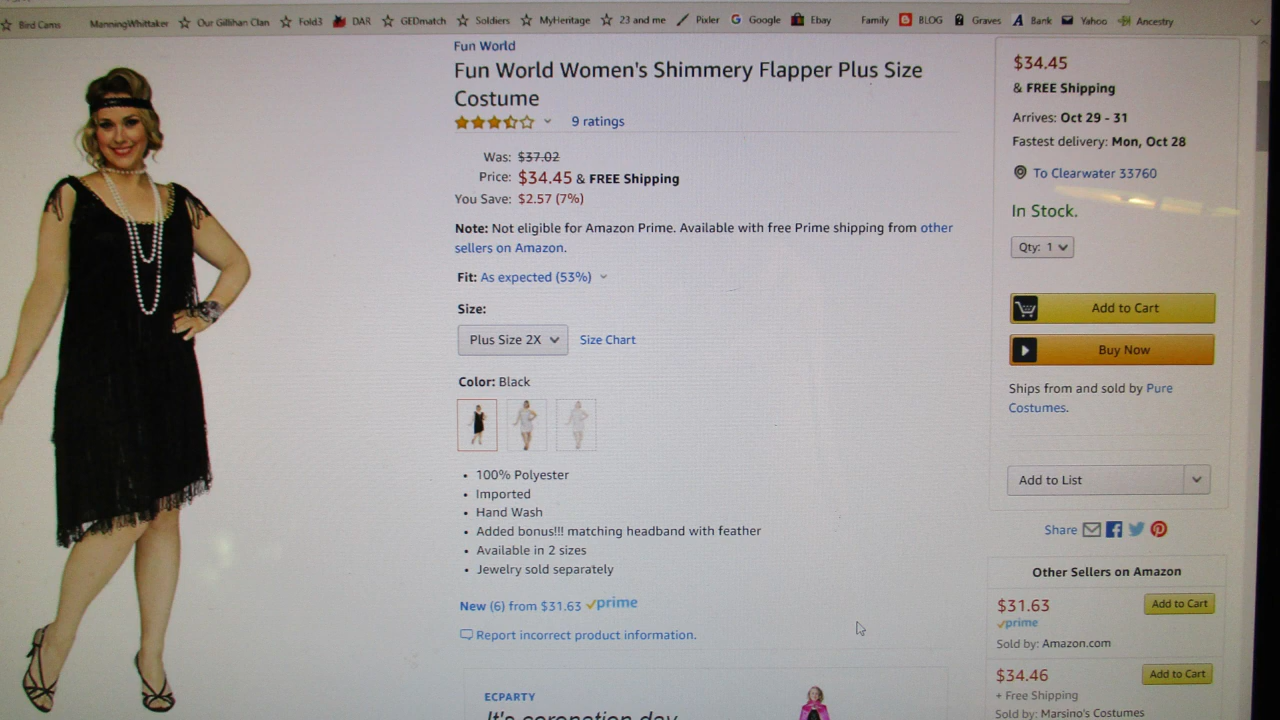 Bird Cams ManningWhittaker Our Gillihan Clan Fold3 DAR GEDmatch Soldiers MyHeritage 23 and me Pixler Google Ebay Family BLOG Graves Bank Yahoo Ancestry
Fun World
Fun World Women's Shimmery Flapper Plus Size
Costume
9 ratings
Was: $37.02
Price: $34.45 & FREE Shipping
You Save: $2.57 (7%)
Note: Not eligible for Amazon Prime. Available with free Prime shipping from other
sellers on Amazon.
Fit: As expected (53%)
Size:
Plus Size 2X Size Chart
Color: Black
• 100% Polyester
• Imported
• Hand Wash
• Added bonus!!! matching headband with feather
• Available in 2 sizes
• Jewelry sold separately
New (6) from $31.63 prime
Report incorrect product information.
ECPARTY
It's coronation day
$34.45
& FREE Shipping
Arrives: Oct 29 - 31
Fastest delivery: Mon, Oct 28
To Clearwater 33760
In Stock.
Qty: 1
Add to Cart
Buy Now
Ships from and sold by Pure
Costumes.
Add to List
Share
Other Sellers on Amazon
$31.63 Add to Cart
prime
Sold by: Amazon.com
$34.46 Add to Cart
+ Free Shipping
Sold by: Marsino's Costumes